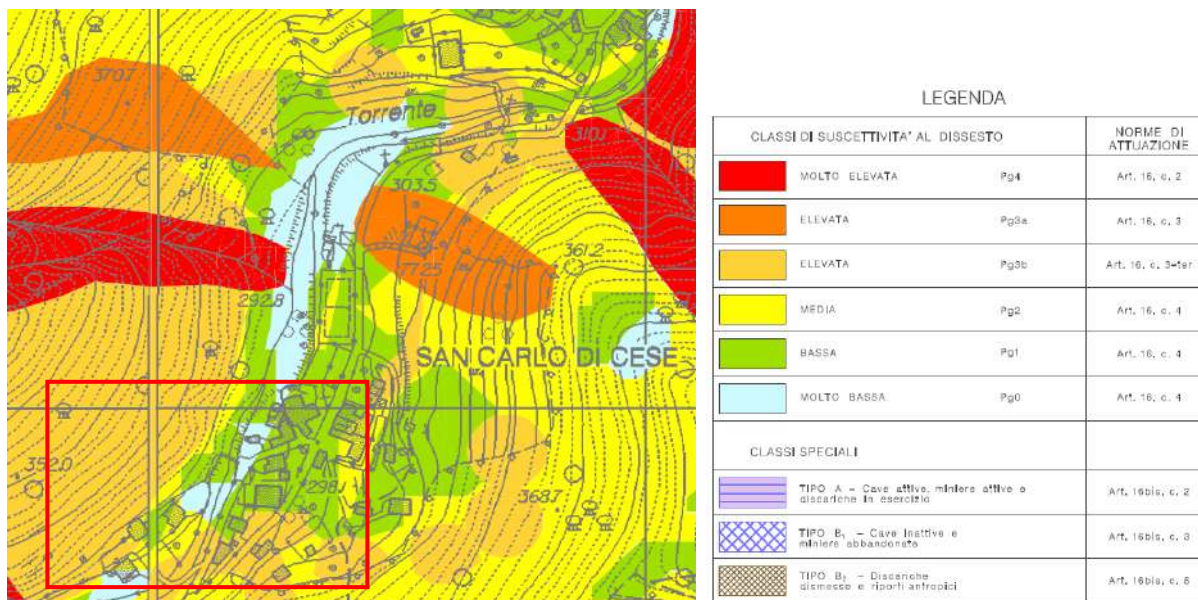 370.7
Torrente
310.1
303.5
361.2
292.8
SAN CARLO DI CESE
352.0
298.1
368.7
LEGENDA
CLASSI DI SUSCETTIVITA' AL DISSESTO NORME DI
ATTUAZIONE
MOLTO ELEVATA Pg4 Art. 16, c. 2
ELEVATA Pg3a Art. 16, c. 3
ELEVATA Pg3b Art. 16, c. 3-ter
MEDIA Pg2 Art. 16, c. 4
BASSA Pg1 Art. 16, c. 4
MOLTO BASSA Pg0 Art. 16, c. 4
CLASSI SPECIALI
TIPO A - Cave attive, miniere attive e
discariche in esercizio Art. 16bis, c. 2
TIPO B1 - Cave inattive e
miniere abbandonate Art. 16bis, c. 3
TIPO B2 - Discariche
dismesse e riporti antropici Art. 16bis, c. 5